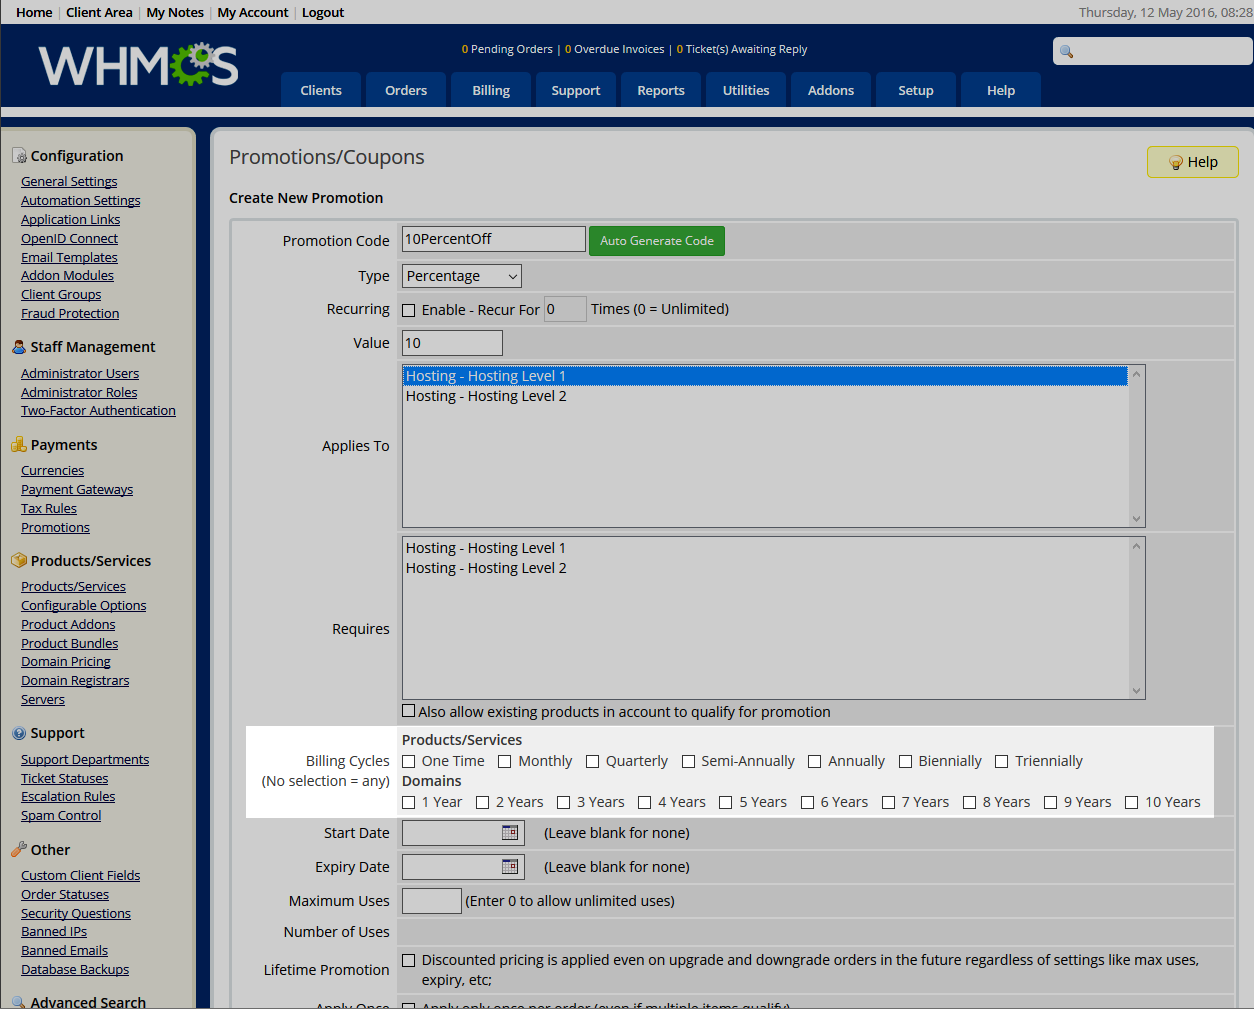 Home | Client Area | My Notes | My Account | Logout
Thursday, 12 May 2016, 08:28
WHMCS
0 Pending Orders | 0 Overdue Invoices | 0 Ticket(s) Awaiting Reply
Clients Orders Billing Support Reports Utilities Addons Setup Help
Configuration
General Settings
Automation Settings
Application Links
OpenID Connect
Email Templates
Addon Modules
Client Groups
Fraud Protection
Staff Management
Administrator Users
Administrator Roles
Two-Factor Authentication
Payments
Currencies
Payment Gateways
Tax Rules
Promotions
Products/Services
Products/Services
Configurable Options
Product Addons
Product Bundles
Domain Pricing
Domain Registrars
Servers
Support
Support Departments
Ticket Statuses
Escalation Rules
Spam Control
Other
Custom Client Fields
Order Statuses
Security Questions
Banned IPs
Banned Emails
Database Backups
Advanced Search
Promotions/Coupons
Help
Create New Promotion
Promotion Code 10PercentOff Auto Generate Code
Type Percentage
Recurring Enable - Recur For 0 Times (0 = Unlimited)
Value 10
Applies To
Hosting - Hosting Level 1
Hosting - Hosting Level 2
Requires
Hosting - Hosting Level 1
Hosting - Hosting Level 2
Also allow existing products in account to qualify for promotion
Billing Cycles
(No selection = any)
Products/Services
One Time Monthly Quarterly Semi-Annually Annually Biennially Triennially
Domains
1 Year 2 Years 3 Years 4 Years 5 Years 6 Years 7 Years 8 Years 9 Years 10 Years
Start Date (Leave blank for none)
Expiry Date (Leave blank for none)
Maximum Uses (Enter 0 to allow unlimited uses)
Number of Uses
Lifetime Promotion Discounted pricing is applied even on upgrade and downgrade orders in the future regardless of settings like max uses,
expiry, etc;
Apply Once Apply only once per order (even if multiple items qualify)